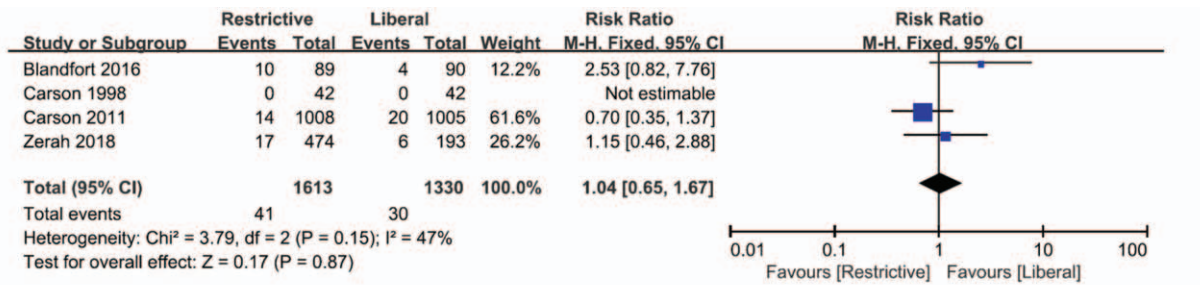 Restrictive Liberal Risk Ratio Risk Ratio
Study or Subgroup Events Total Events Total Weight M-H, Fixed, 95% CI M-H, Fixed, 95% CI
Blandfort 2016 10 89 4 90 12.2% 2.53 [0.82, 7.76]
Carson 1998 0 42 0 42 Not estimable
Carson 2011 14 1008 20 1005 61.6% 0.70 [0.35, 1.37]
Zerah 2018 17 474 6 193 26.2% 1.15 [0.46, 2.88]
Total (95% CI) 1613 1330 100.0% 1.04 [0.65, 1.67]
Total events 41 30
Heterogeneity: Chi² = 3.79, df = 2 (P = 0.15); I² = 47%
Test for overall effect: Z = 0.17 (P = 0.87)
0.01 0.1 1 10 100
Favours [Restrictive] Favours [Liberal]